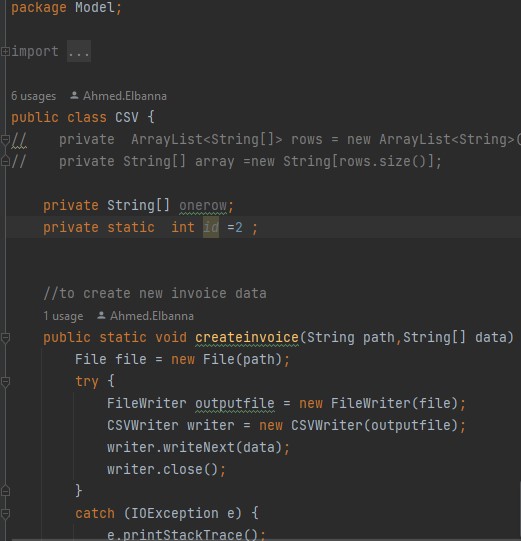 package Model;
import ...
6 usages Ahmed.Elbanna
public class CSV {
// private ArrayList<String[]> rows = new ArrayList<String>(
// private String[] array =new String[rows.size()];
private String[] onerow;
private static int id =2 ;
//to create new invoice data
1 usage Ahmed.Elbanna
public static void createinvoice(String path,String[] data)
File file = new File(path);
try {
FileWriter outputfile = new FileWriter(file);
CSVWriter writer = new CSVWriter(outputfile);
writer.writeNext(data);
writer.close();
}
catch (IOException e) {
e.printStackTrace();